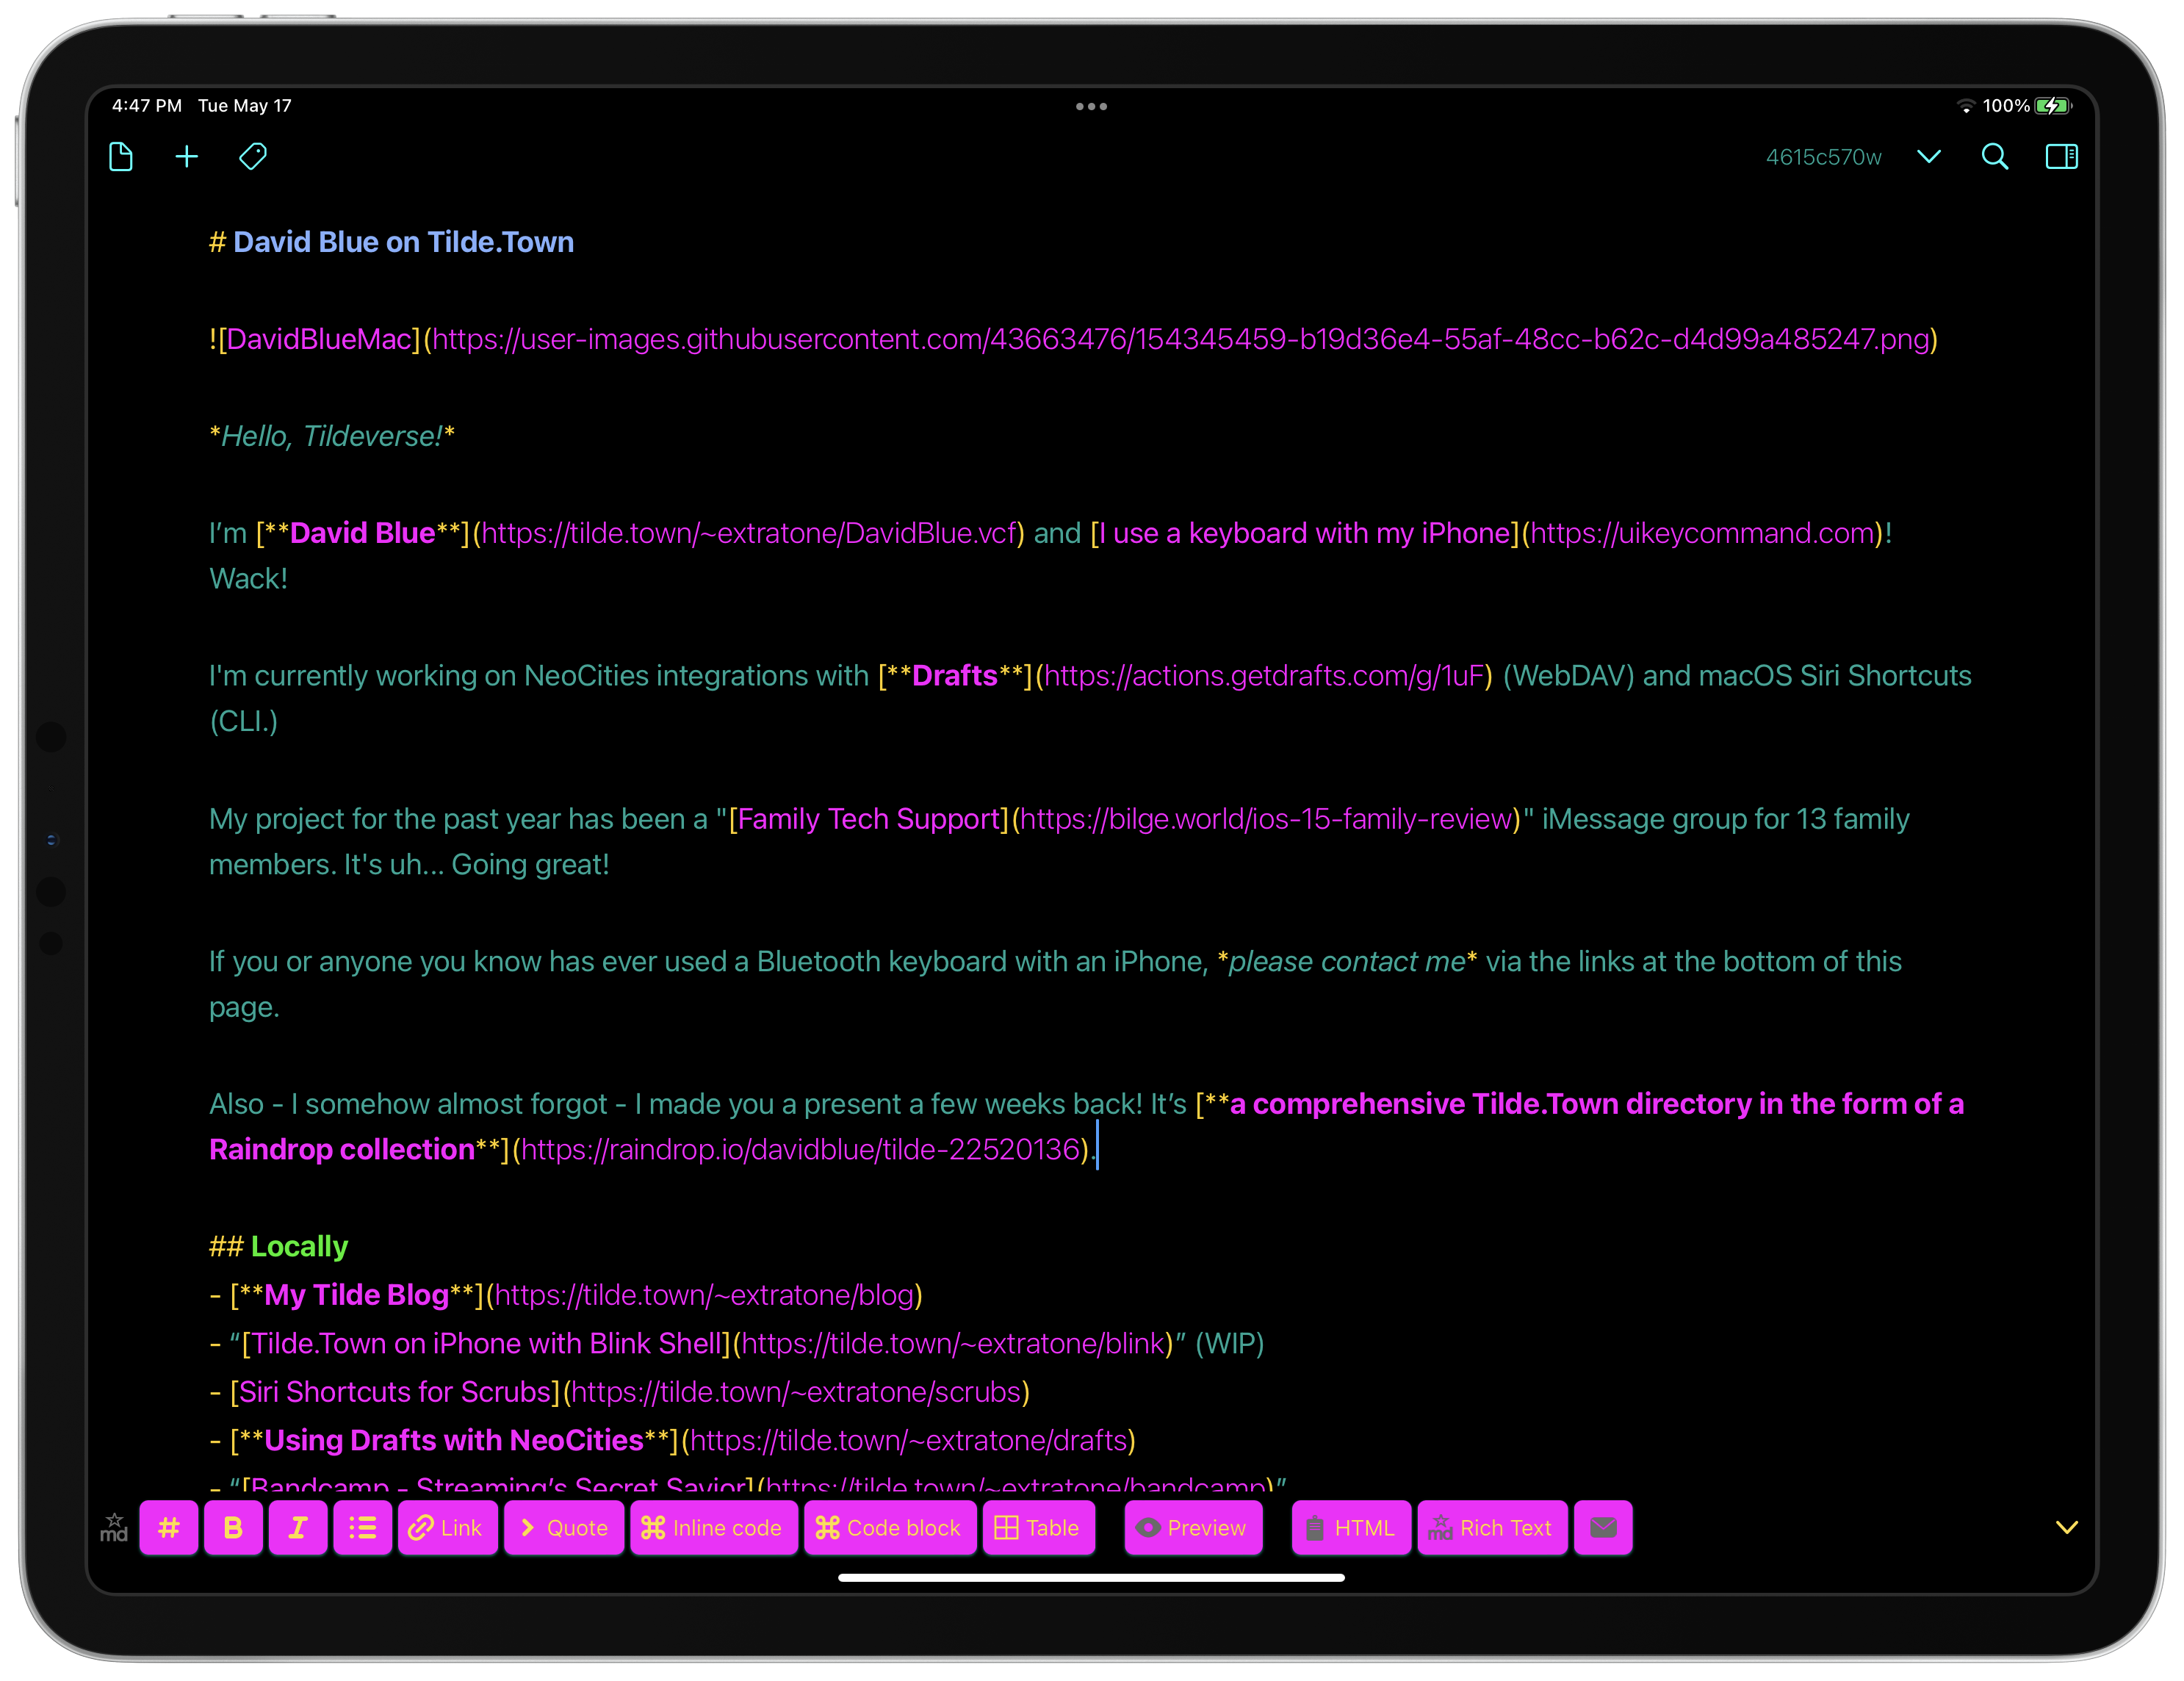 4:47 PM Tue May 17
100%
4615c570w
# David Blue on Tilde.Town
![DavidBlueMac](https://user-images.githubusercontent.com/43663476/154345459-b19d36e4-55af-48cc-b62c-d4d99a485247.png)
*Hello, Tildeverse!*
I’m [**David Blue**](https://tilde.town/~extratone/DavidBlue.vcf) and [I use a keyboard with my iPhone](https://uikeycommand.com)!
Wack!
I'm currently working on NeoCities integrations with [**Drafts**](https://actions.getdrafts.com/g/1uF) (WebDAV) and macOS Siri Shortcuts
(CLI.)
My project for the past year has been a "[Family Tech Support](https://bilge.world/ios-15-family-review)" iMessage group for 13 family
members. It's uh... Going great!
If you or anyone you know has ever used a Bluetooth keyboard with an iPhone, *please contact me* via the links at the bottom of this
page.
Also - I somehow almost forgot - I made you a present a few weeks back! It’s [**a comprehensive Tilde.Town directory in the form of a
Raindrop collection**](https://raindrop.io/davidblue/tilde-22520136).
## Locally
- [**My Tilde Blog**](https://tilde.town/~extratone/blog)
- “[Tilde.Town on iPhone with Blink Shell](https://tilde.town/~extratone/blink)” (WIP)
- [Siri Shortcuts for Scrubs](https://tilde.town/~extratone/scrubs)
- [**Using Drafts with NeoCities**](https://tilde.town/~extratone/drafts)
- “[Bandcamp - Streaming’s Secret Savior](https://tilde.town/~extratone/bandcamp)”
md # B I Link Quote Inline code Code block Table Preview HTML md Rich Text